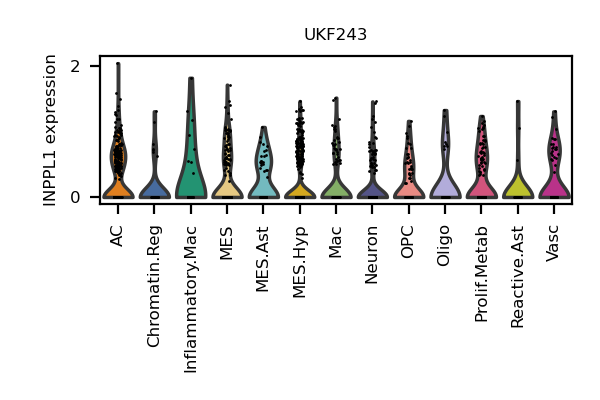 UKF243
INPPL1 expression
2
0
AC
Chromatin.Reg
Inflammatory.Mac
MES
MES.Ast
MES.Hyp
Mac
Neuron
OPC
Oligo
Prolif.Metab
Reactive.Ast
Vasc